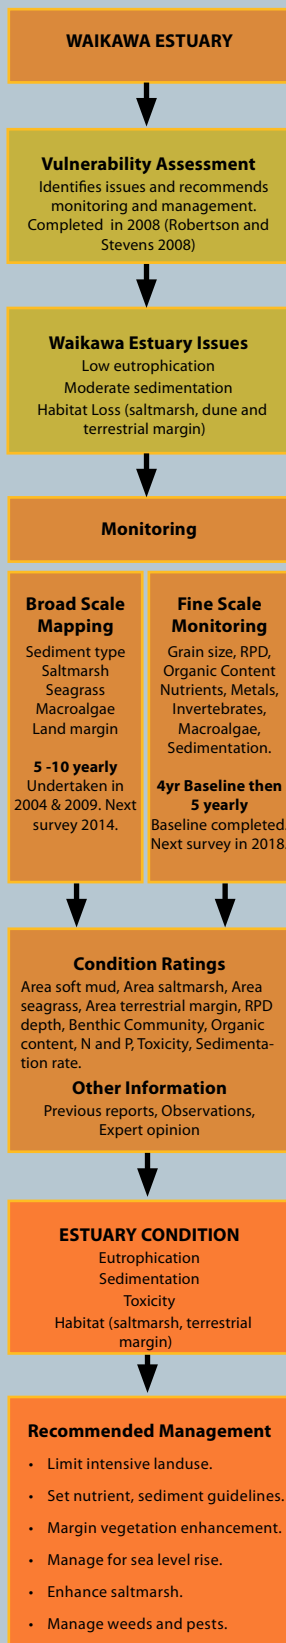 WAIKAWA ESTUARY
Vulnerability Assessment
Identifies issues and recommends
monitoring and management.
Completed in 2008 (Robertson and
Stevens 2008)
Waikawa Estuary Issues
Low eutrophication
Moderate sedimentation
Habitat Loss (saltmarsh, dune and
terrestrial margin)
Monitoring
Broad Scale
Mapping
Sediment type
Saltmarsh
Seagrass
Macroalgae
Land margin
5 -10 yearly
Undertaken in
2004 & 2009. Next
survey 2014.
Fine Scale
Monitoring
Grain size, RPD,
Organic Content
Nutrients, Metals,
Invertebrates,
Macroalgae,
Sedimentation.
4yr Baseline then
5 yearly
Baseline completed.
Next survey in 2018.
Condition Ratings
Area soft mud, Area saltmarsh, Area
seagrass, Area terrestrial margin, RPD
depth, Benthic Community, Organic
content, N and P, Toxicity, Sedimenta-
tion rate.
Other Information
Previous reports, Observations,
Expert opinion
ESTUARY CONDITION
Eutrophication
Sedimentation
Toxicity
Habitat (saltmarsh, terrestrial
margin)
Recommended Management
• Limit intensive landuse.
• Set nutrient, sediment guidelines.
• Margin vegetation enhancement.
• Manage for sea level rise.
• Enhance saltmarsh.
• Manage weeds and pests.